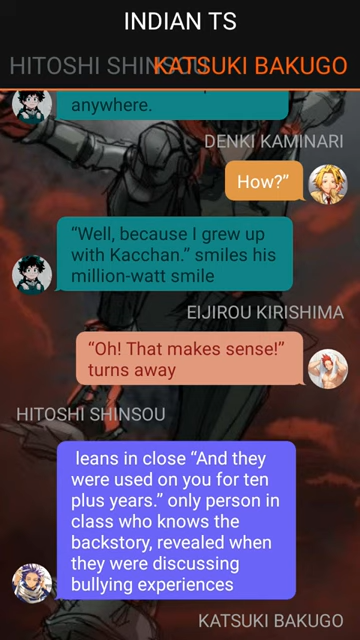 INDIAN TS
HITOSHI SHINSOU KATSUKI BAKUGO
anywhere.
DENKI KAMINARI
How?”
“Well, because I grew up
with Kacchan.” smiles his
million-watt smile
EIJIROU KIRISHIMA
“Oh! That makes sense!”
turns away
HITOSHI SHINSOU
leans in close “And they
were used on you for ten
plus years.” only person in
class who knows the
backstory, revealed when
they were discussing
bullying experiences
KATSUKI BAKUGO